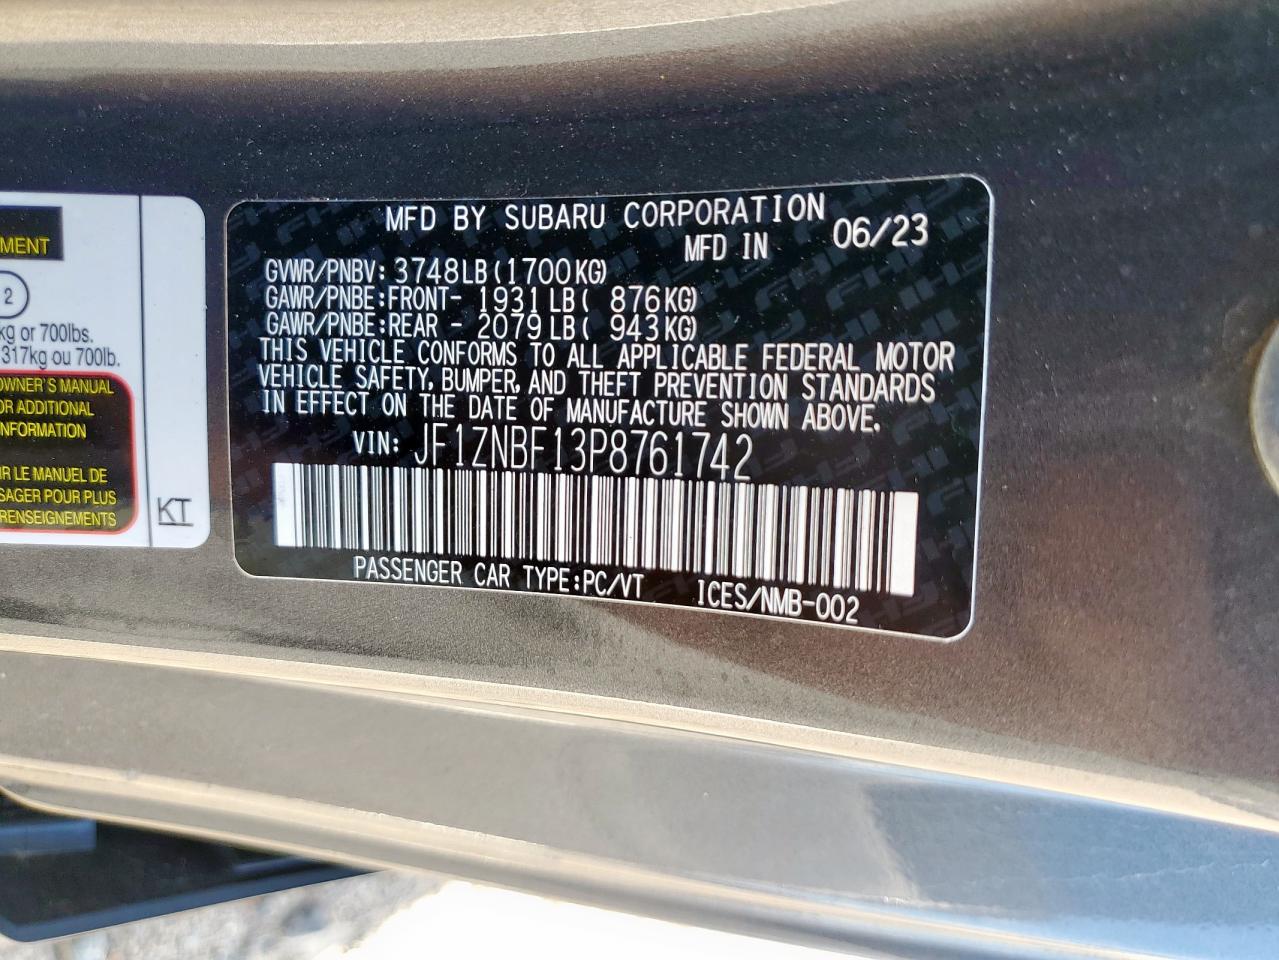 MENT
2
kg or 700lbs.
317kg ou 700lb.
OWNER'S MANUAL
OR ADDITIONAL
INFORMATION
IR LE MANUEL DE
SAGER POUR PLUS
RENSEIGNEMENTS
KT
MFD BY SUBARU CORPORATION
MFD IN 06/23
GVWR/PNBV: 3748LB(1700KG)
GAWR/PNBE:FRONT- 1931LB( 876KG)
GAWR/PNBE:REAR - 2079LB( 943KG)
THIS VEHICLE CONFORMS TO ALL APPLICABLE FEDERAL MOTOR
VEHICLE SAFETY, BUMPER, AND THEFT PREVENTION STANDARDS
IN EFFECT ON THE DATE OF MANUFACTURE SHOWN ABOVE.
VIN: JF1ZNBF13P8761742
PASSENGER CAR TYPE:PC/VT ICES/NMB-002